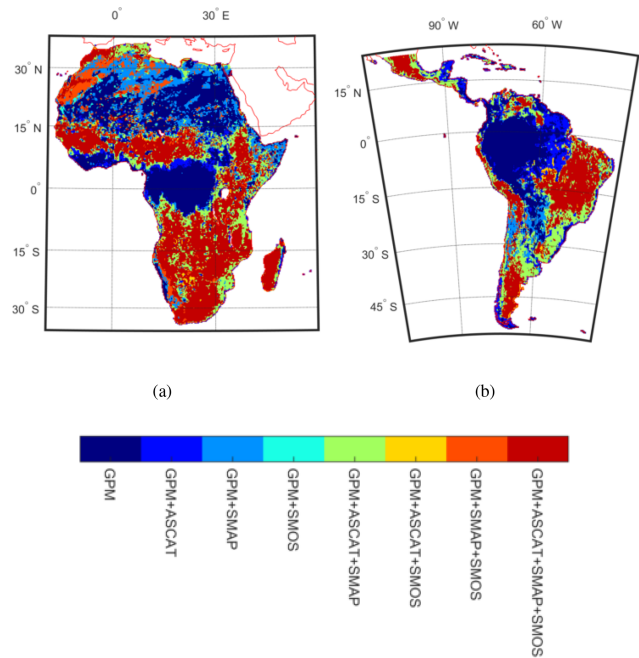 0° 30° E
90° W 60° W
30° N
15° N
0°
15° S
30° S
15° N
0°
15° S
30° S
45° S
(a) (b)
GPM
GPM+ASCAT
GPM+SMAP
GPM+SMOS
GPM+ASCAT+SMAP
GPM+ASCAT+SMOS
GPM+SMAP+SMOS
GPM+ASCAT+SMAP+SMOS